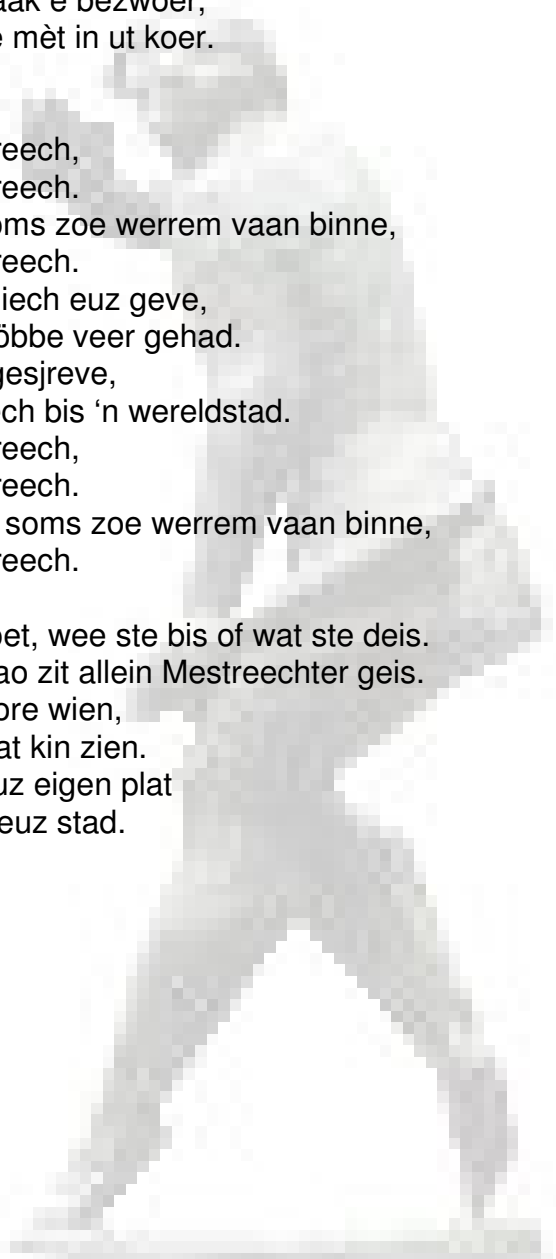 aak e bezwoer,
e mèt in ut koer.
reech,
reech.
oms zoe werrem vaan binne,
reech.
iech euz geve,
öbbe veer gehad.
gesjreve,
ch bis ‘n wereldstad.
reech,
reech.
soms zoe werrem vaan binne,
reech.
oet, wee ste bis of wat ste deis.
ao zit allein Mestreechter geis.
ore wien,
at kin zien.
uz eigen plat
euz stad.